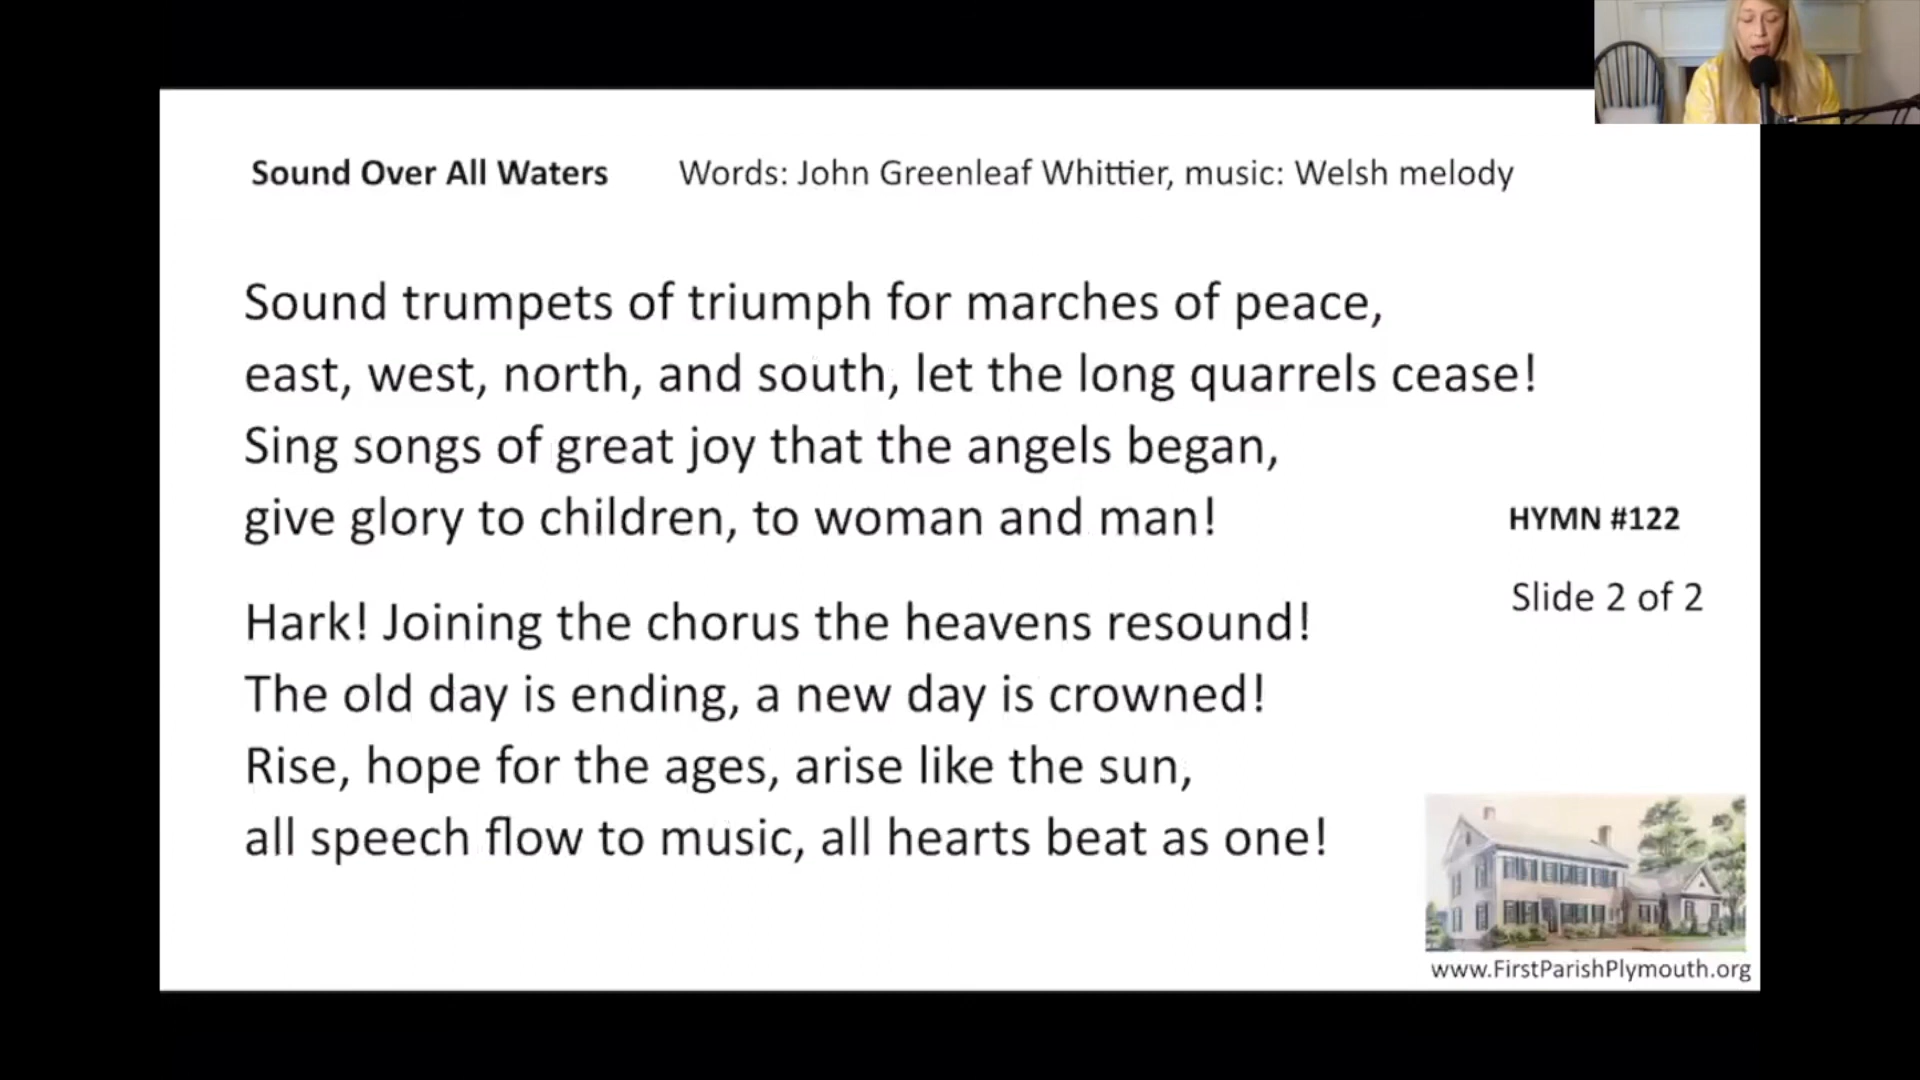 Sound Over All Waters Words: John Greenleaf Whittier, music: Welsh melody
Sound trumpets of triumph for marches of peace,
east, west, north, and south, let the long quarrels cease!
Sing songs of great joy that the angels began,
give glory to children, to woman and man!
HYMN #122
Slide 2 of 2
Hark! Joining the chorus the heavens resound!
The old day is ending, a new day is crowned!
Rise, hope for the ages, arise like the sun,
all speech flow to music, all hearts beat as one!
www.FirstParishPlymouth.org